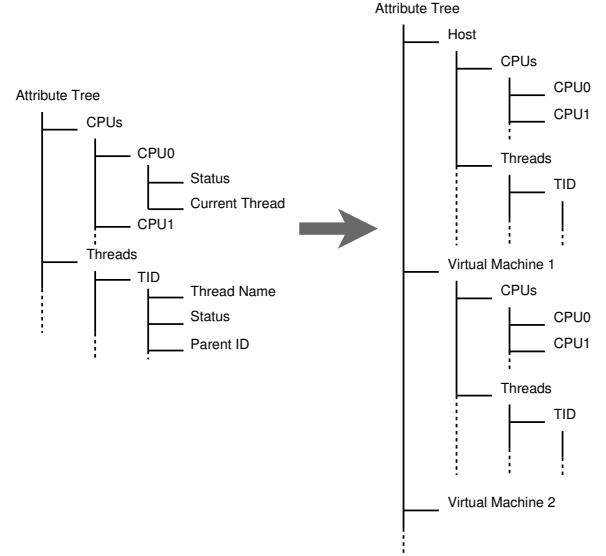 Attribute Tree
CPUs
CPU0
Status
Current Thread
CPU1
Threads
TID
Thread Name
Status
Parent ID
Attribute Tree
Host
CPUs
CPU0
CPU1
Threads
TID
Virtual Machine 1
CPUs
CPU0
CPU1
Threads
TID
Virtual Machine 2